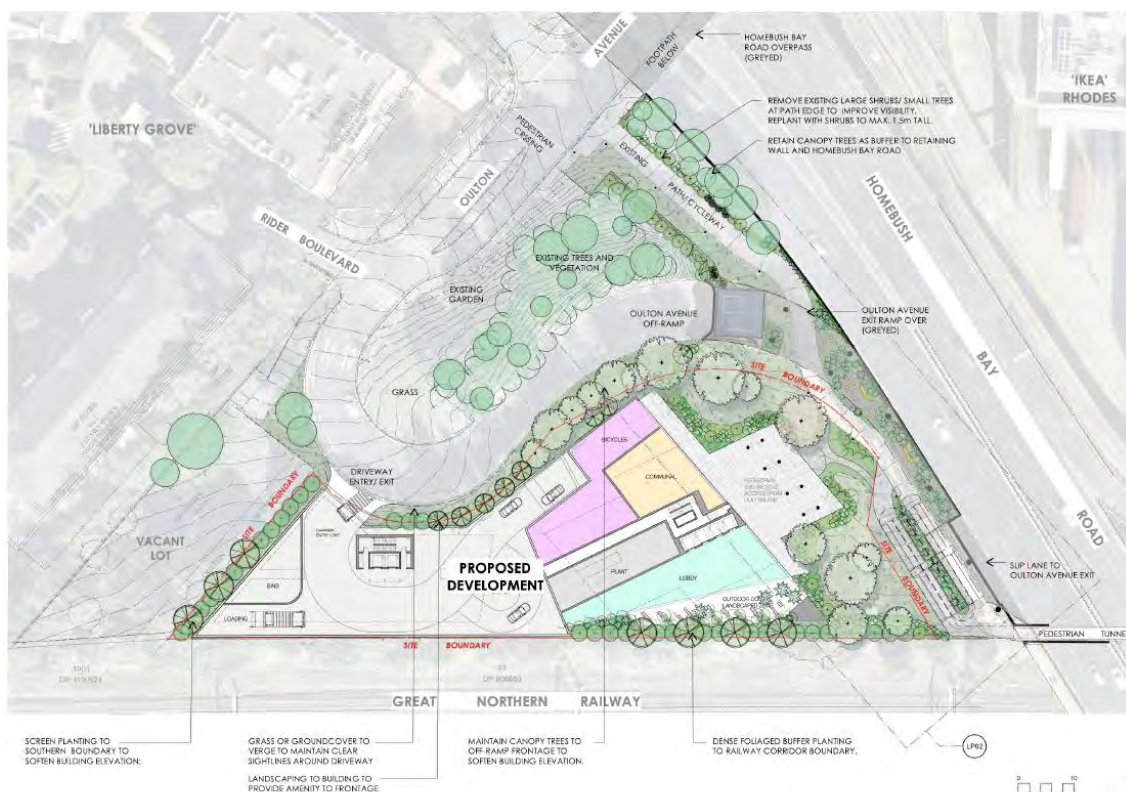 AVENUE
FOOTPATH
BELOW
HOMEBUSH BAY
ROAD OVERPASS
(GREYED)
'IKEA'
RHODES
REMOVE EXISTING LARGE SHRUBS/ SMALL TREES
AT PATH EDGE TO IMPROVE VISIBILITY.
REPLANT WITH SHRUBS TO MAX. 1.5m TALL.
RETAIN CANOPY TREES AS BUFFER TO RETAINING
WALL AND HOMEBUSH BAY ROAD
'LIBERTY GROVE'
PEDESTRIAN
CRSSING
OULTON
EXISTING
PATH/ CYCLEWAY
HOMEBUSH
BAY
ROAD
RIDER BOULEVARD
EXISTING TREES AND
VEGETATION
EXISTING
GARDEN
OULTON AVENUE
OFF-RAMP
OULTON AVENUE
EXIT RAMP OVER
(GREYED)
GRASS
SITE BOUNDARY
BICYCLES
COMMUNAL
DRIVEWAY
ENTRY/ EXIT
SITE BOUNDARY
VACANT
LOT
BINS
LOADING
PROPOSED
DEVELOPMENT
PLANT
LOBBY
SITE BOUNDARY
SLIP LANE TO
OULTON AVENUE EXIT
PEDESTRIAN TUNNE
SITE BOUNDARY
GREAT NORTHERN RAILWAY
SCREEN PLANTING TO
SOUTHERN BOUNDARY TO
SOFTEN BUILDING ELEVATION;
GRASS OR GROUNDCOVER TO
VERGE TO MAINTAIN CLEAR
SIGHTLINES AROUND DRIVEWAY
LANDSCAPING TO BUILDING TO
PROVIDE AMENITY TO FRONTAGE
MAINTAIN CANOPY TREES TO
OFF-RAMP FRONTAGE TO
SOFTEN BUILDING ELEVATION.
DENSE FOLIAGED BUFFER PLANTING
TO RAILWAY CORRIDOR BOUNDARY.
LP02
0 10